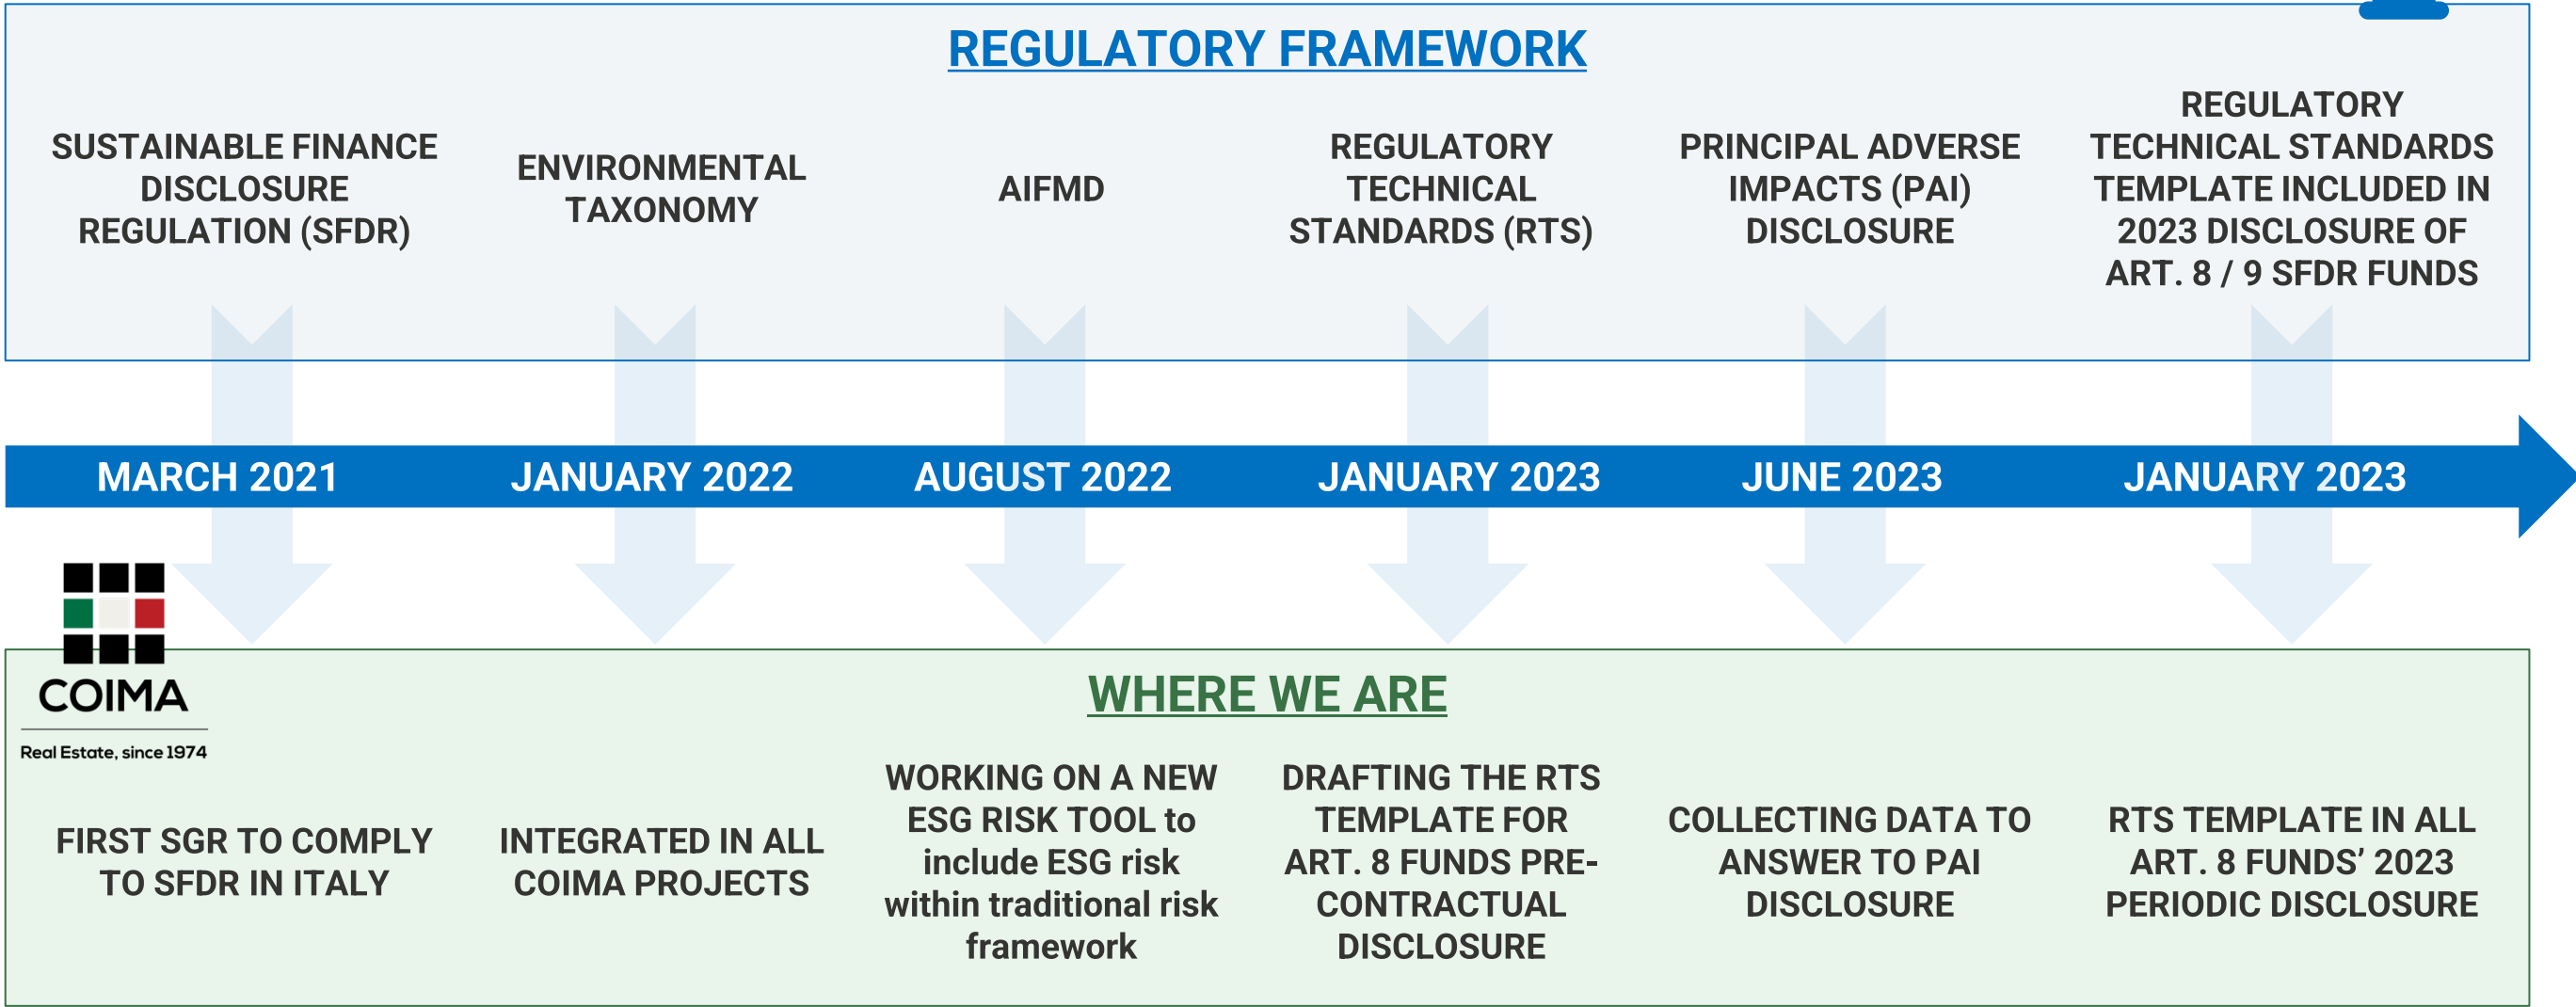 REGULATORY FRAMEWORK
SUSTAINABLE FINANCE
DISCLOSURE
REGULATION (SFDR)
ENVIRONMENTAL
TAXONOMY
AIFMD
REGULATORY
TECHNICAL
STANDARDS (RTS)
PRINCIPAL ADVERSE
IMPACTS (PAI)
DISCLOSURE
REGULATORY
TECHNICAL STANDARDS
TEMPLATE INCLUDED IN
2023 DISCLOSURE OF
ART. 8 / 9 SFDR FUNDS
MARCH 2021
JANUARY 2022
AUGUST 2022
JANUARY 2023
JUNE 2023
JANUARY 2023
COIMA
Real Estate, since 1974
WHERE WE ARE
FIRST SGR TO COMPLY
TO SFDR IN ITALY
INTEGRATED IN ALL
COIMA PROJECTS
WORKING ON A NEW
ESG RISK TOOL to
include ESG risk
within traditional risk
framework
DRAFTING THE RTS
TEMPLATE FOR
ART. 8 FUNDS PRE-
CONTRACTUAL
DISCLOSURE
COLLECTING DATA TO
ANSWER TO PAI
DISCLOSURE
RTS TEMPLATE IN ALL
ART. 8 FUNDS’ 2023
PERIODIC DISCLOSURE